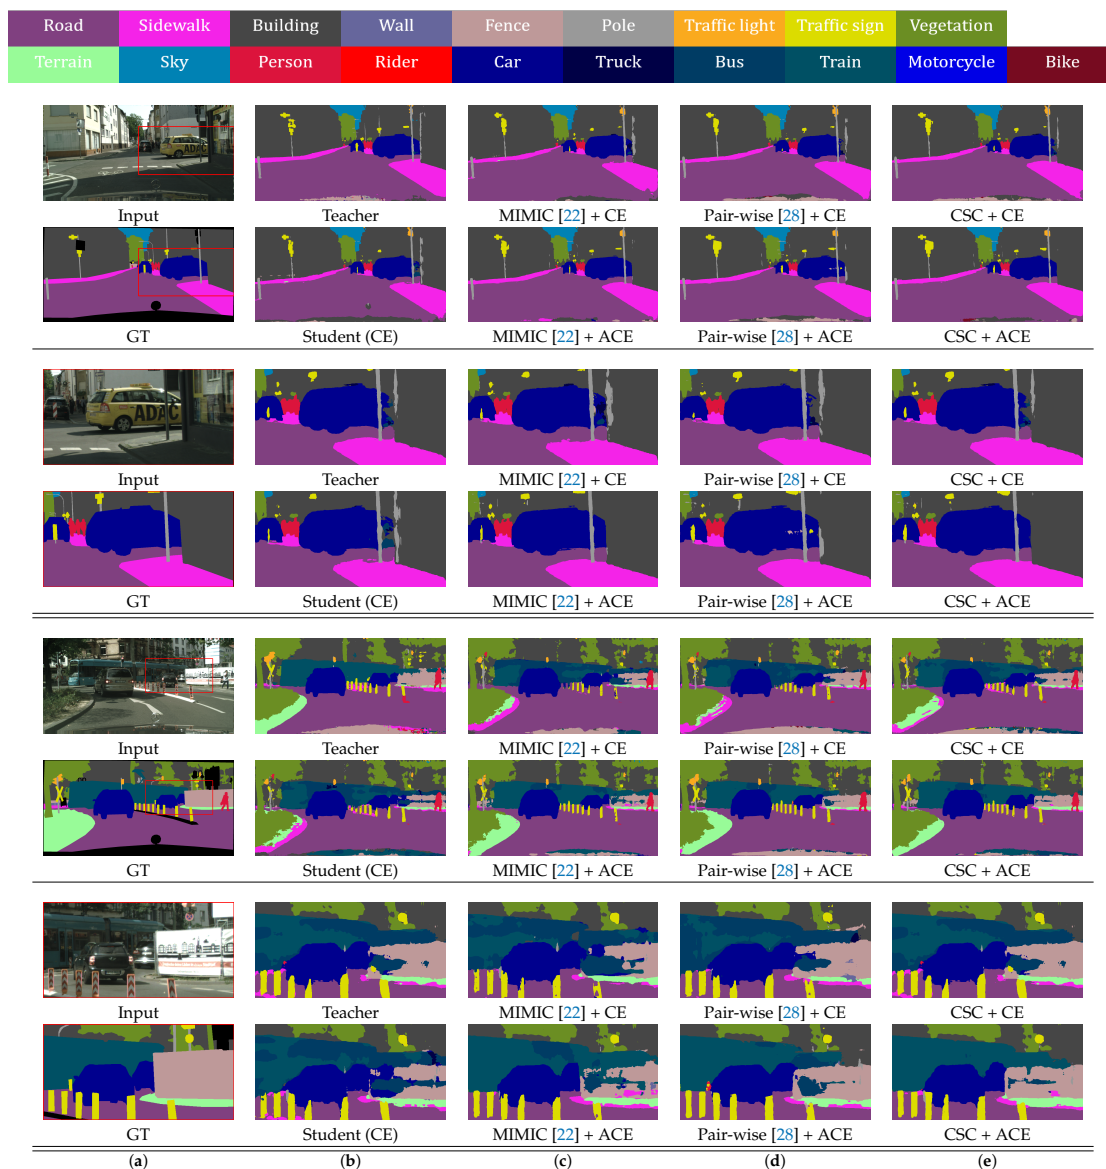 Road Sidewalk Building Wall Fence Pole Traffic light Traffic sign Vegetation
Terrain Sky Person Rider Car Truck Bus Train Motorcycle Bike
ADAC
Input Teacher MIMIC [22] + CE Pair-wise [28] + CE CSC + CE
GT Student (CE) MIMIC [22] + ACE Pair-wise [28] + ACE CSC + ACE
ADAC
Input Teacher MIMIC [22] + CE Pair-wise [28] + CE CSC + CE
GT Student (CE) MIMIC [22] + ACE Pair-wise [28] + ACE CSC + ACE
Input Teacher MIMIC [22] + CE Pair-wise [28] + CE CSC + CE
GT Student (CE) MIMIC [22] + ACE Pair-wise [28] + ACE CSC + ACE
Input Teacher MIMIC [22] + CE Pair-wise [28] + CE CSC + CE
GT Student (CE) MIMIC [22] + ACE Pair-wise [28] + ACE CSC + ACE
(a) (b) (c) (d) (e)